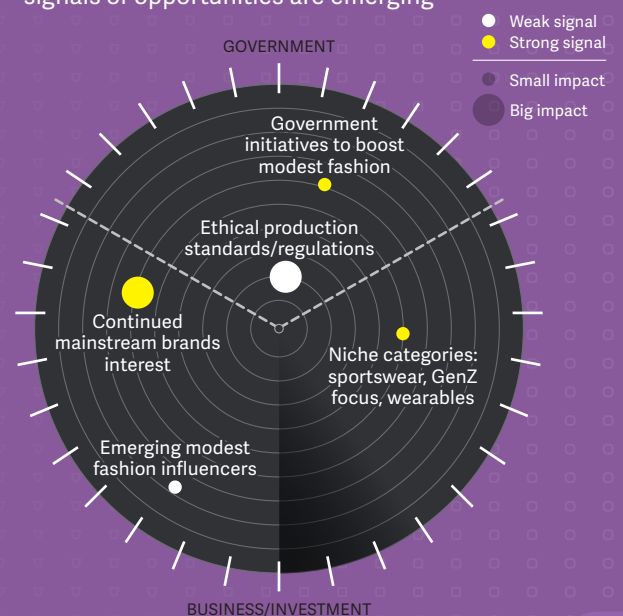 signals of opportunities are emerging
Weak signal
Strong signal
Small impact
Big impact
GOVERNMENT
Government
initiatives to boost
modest fashion
Ethical production
standards/regulations
Continued
mainstream brands
interest
Niche categories:
sportswear, GenZ
focus, wearables
Emerging modest
fashion influencers
BUSINESS/INVESTMENT